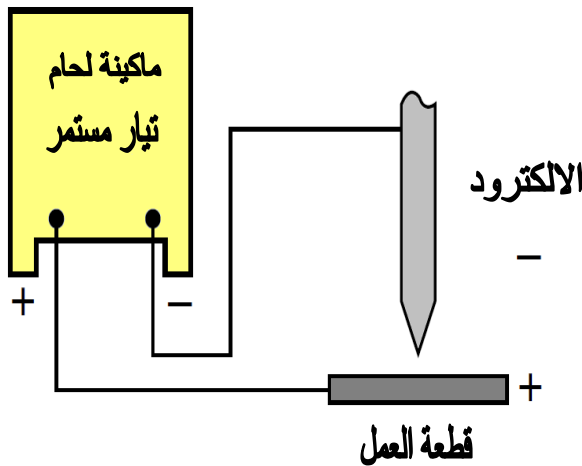 ماكينة لحام
تيار مستمر
الالكترود
−
+ −
+
قطعة العمل